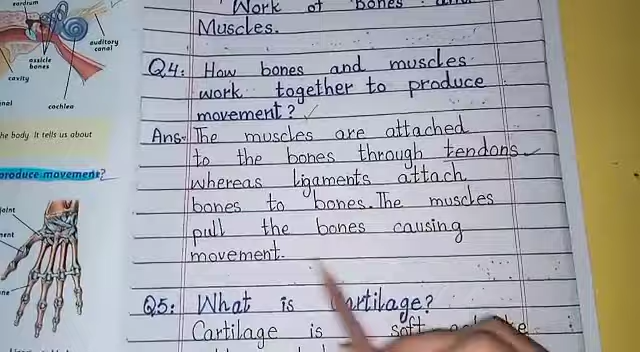 eardrum
auditory
canal
ossicle
bones
cavity
cochlea
he body. It tells us about
produce movement?
joint
Work of Bones and
Muscles.
Q4: How bones and muscles
work together to produce
movement?
Ans- The muscles are attached
to the bones through tendons
whereas ligaments attach
bones to bones. The muscles
pull the bones causing
movement.
Q5: What is Cartilage?
Cartilage is soft